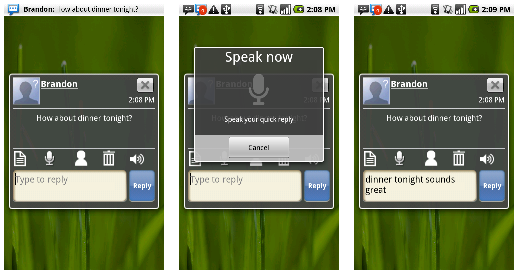 Brandon: How about dinner tonight?
Brandon
2:08 PM
How about dinner tonight?
Type to reply
Reply
2:08 PM
Speak now
Speak your quick reply
Cancel
Type to reply
Reply
2:09 PM
Brandon
2:08 PM
How about dinner tonight?
dinner tonight sounds
great
Reply